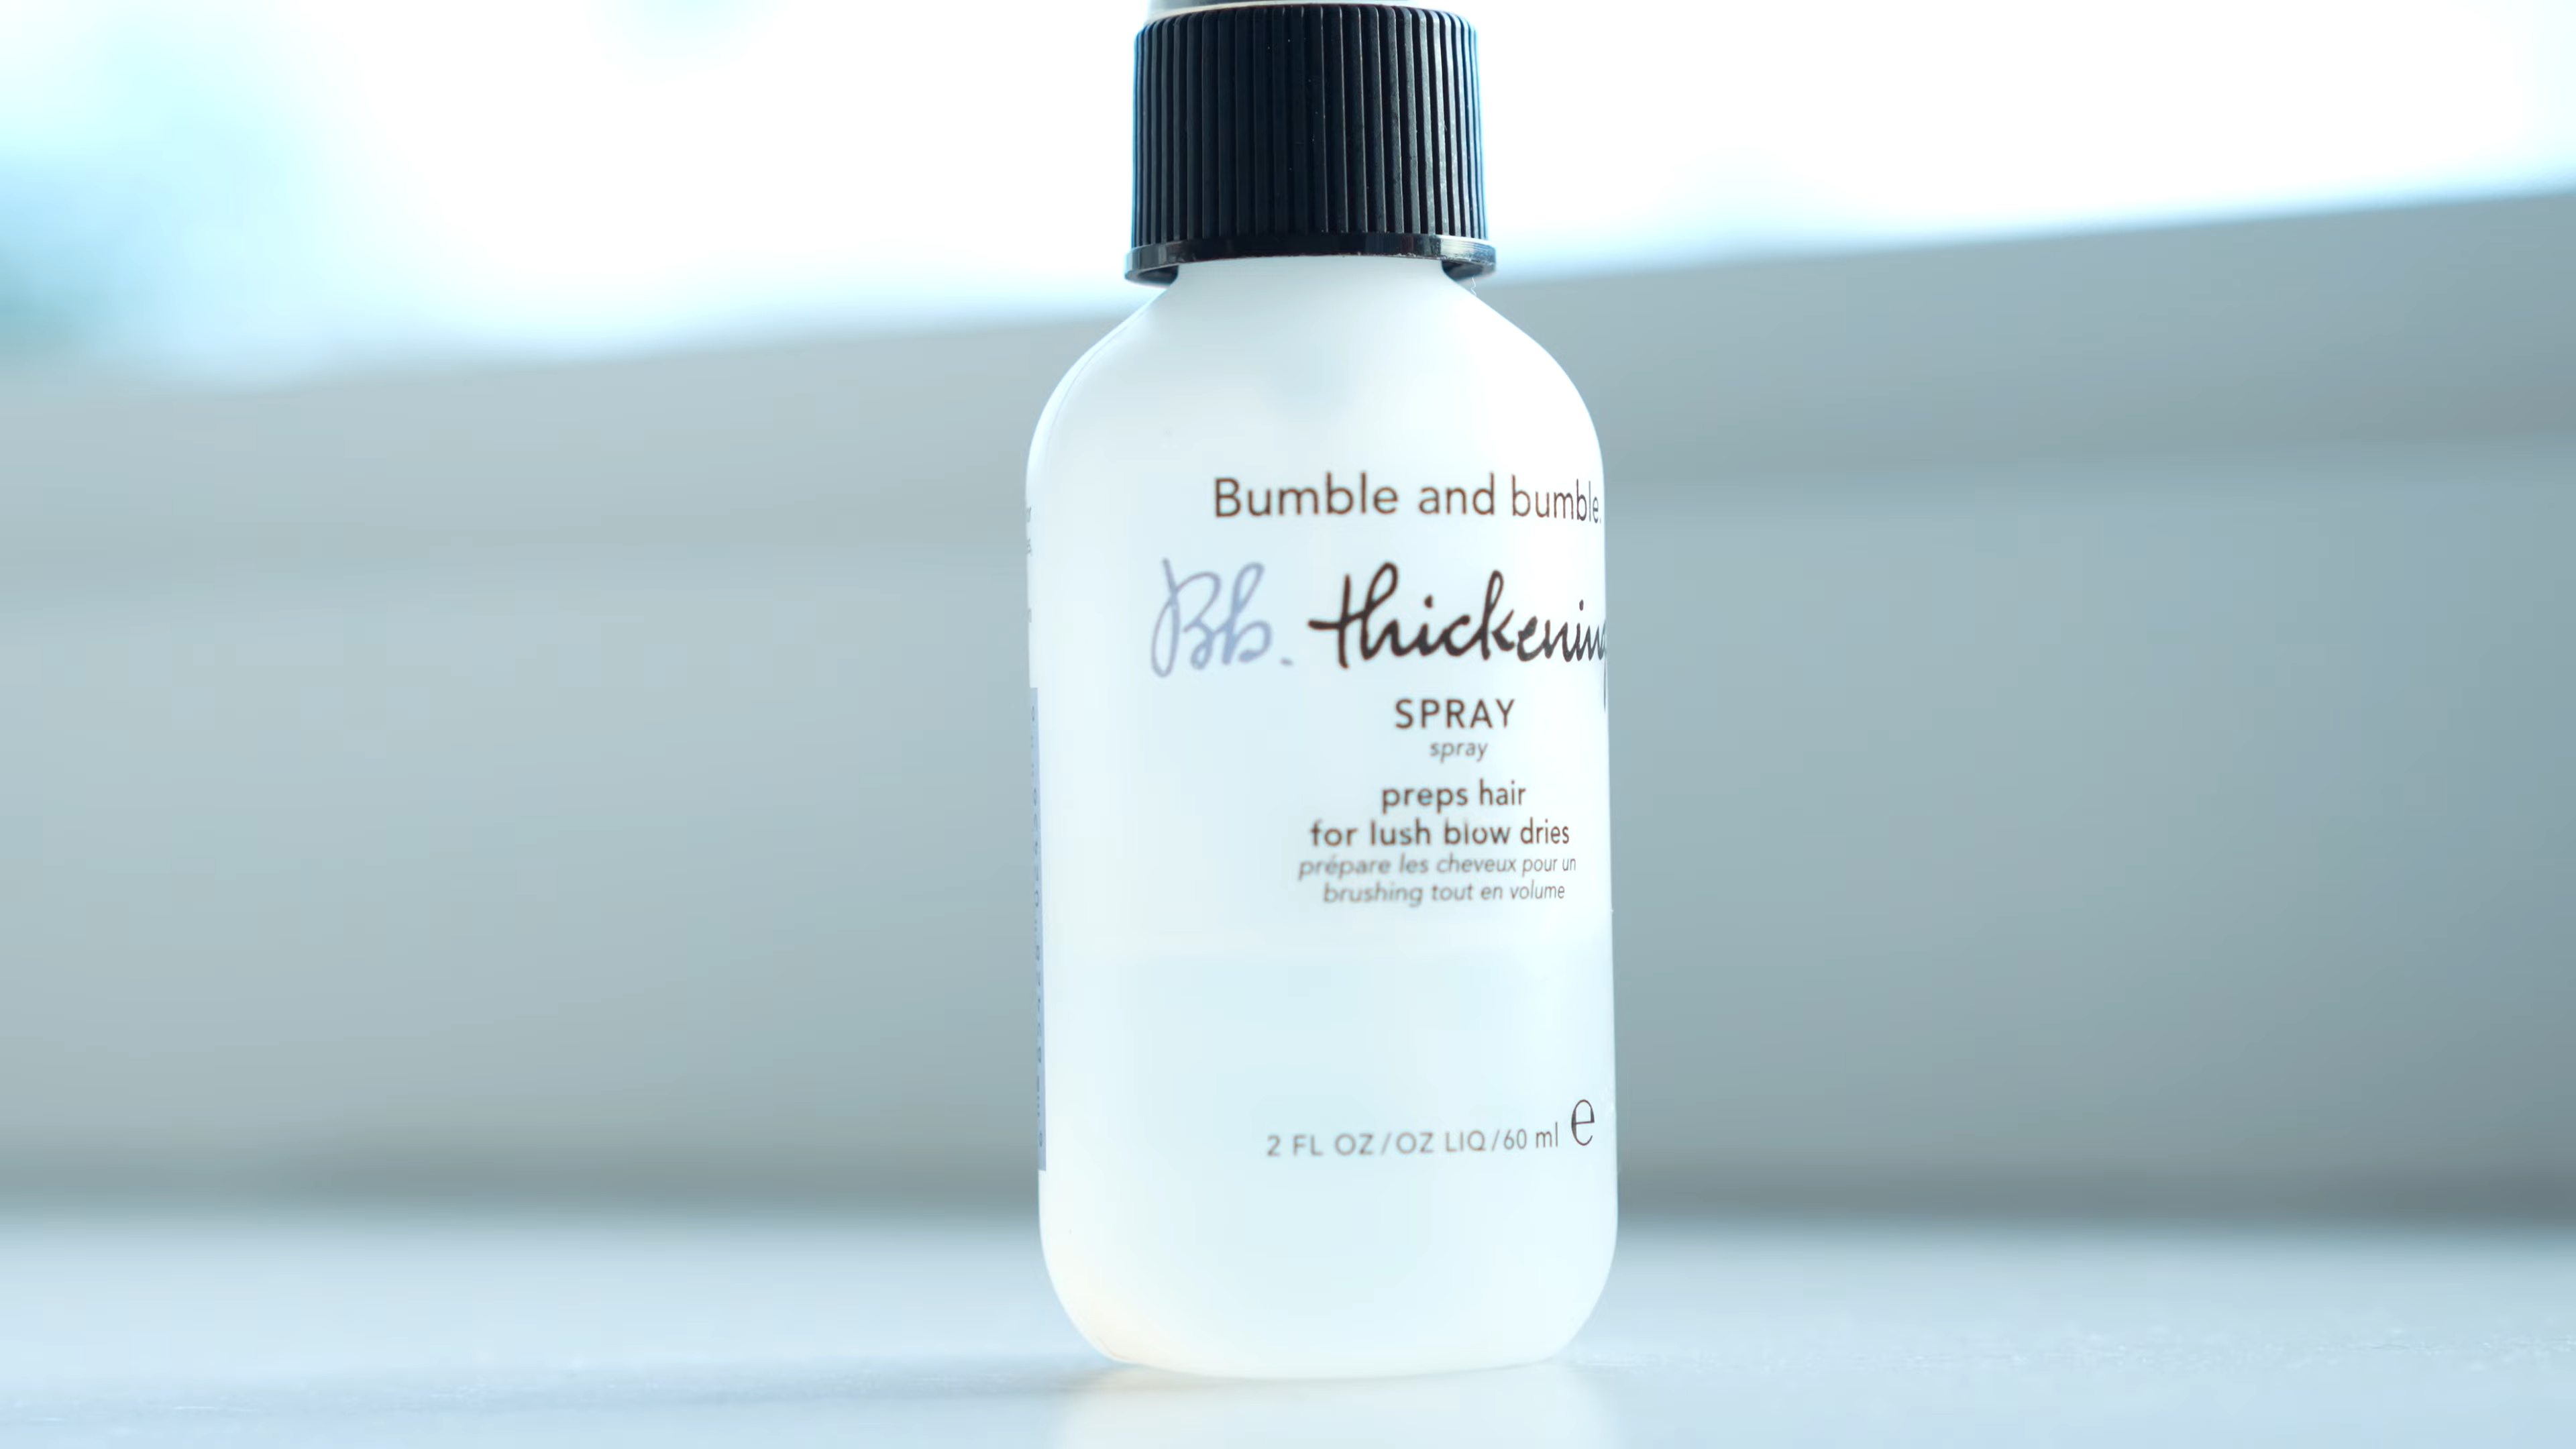 Bumble and bumble.
Bb. thickening
SPRAY
spray
preps hair
for lush blow dries
prépare les cheveux pour un
brushing tout en volume
2 FL OZ/OZ LIQ/60 ml e